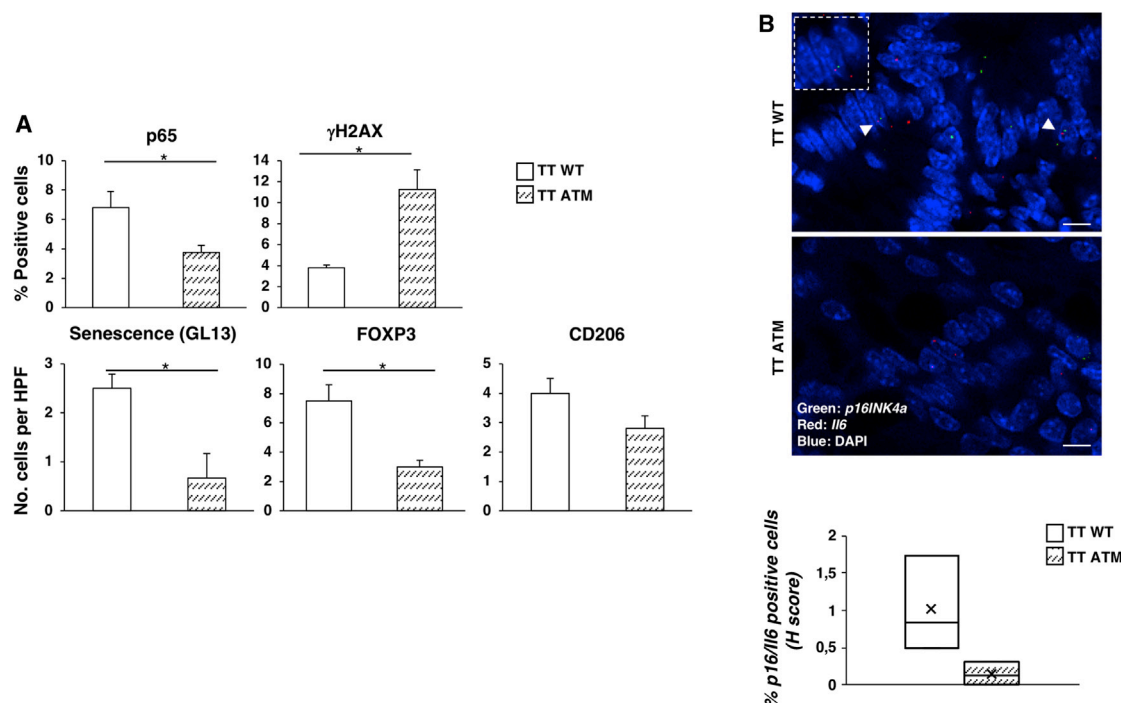 A
p65
γH2AX
*
*
% Positive cells
10
8
6
4
2
0
14
12
10
8
6
4
2
0
TT WT
TT ATM
Senescence (GL13)
FOXP3
CD206
*
*
No. cells per HPF
3
2
1
0
10
8
6
4
2
0
5
4
3
2
1
0
B
TT WT
TT ATM
Green: p16INK4a
Red: Il6
Blue: DAPI
% p16/Il6 positive cells
(H score)
2
1,5
1
0,5
0
TT WT
TT ATM